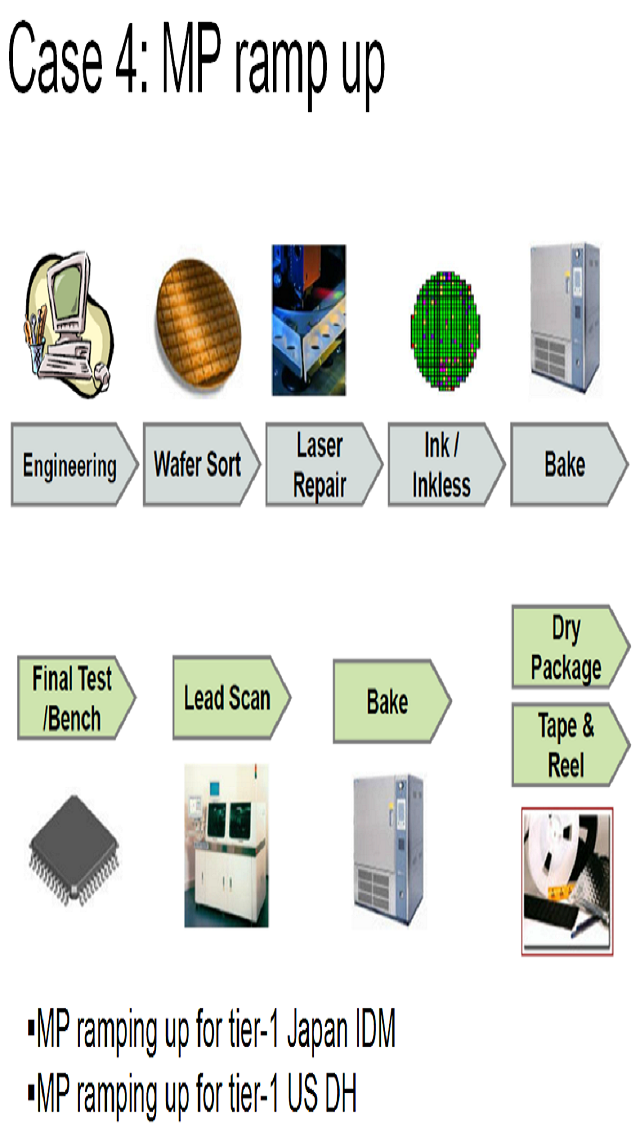 Case 4: MP ramp up
Engineering
Wafer Sort
Laser
Repair
Ink /
Inkless
Bake
Final Test
/Bench
Lead Scan
Bake
Dry
Package
Tape &
Reel
▪MP ramping up for tier-1 Japan IDM
▪MP ramping up for tier-1 US DH